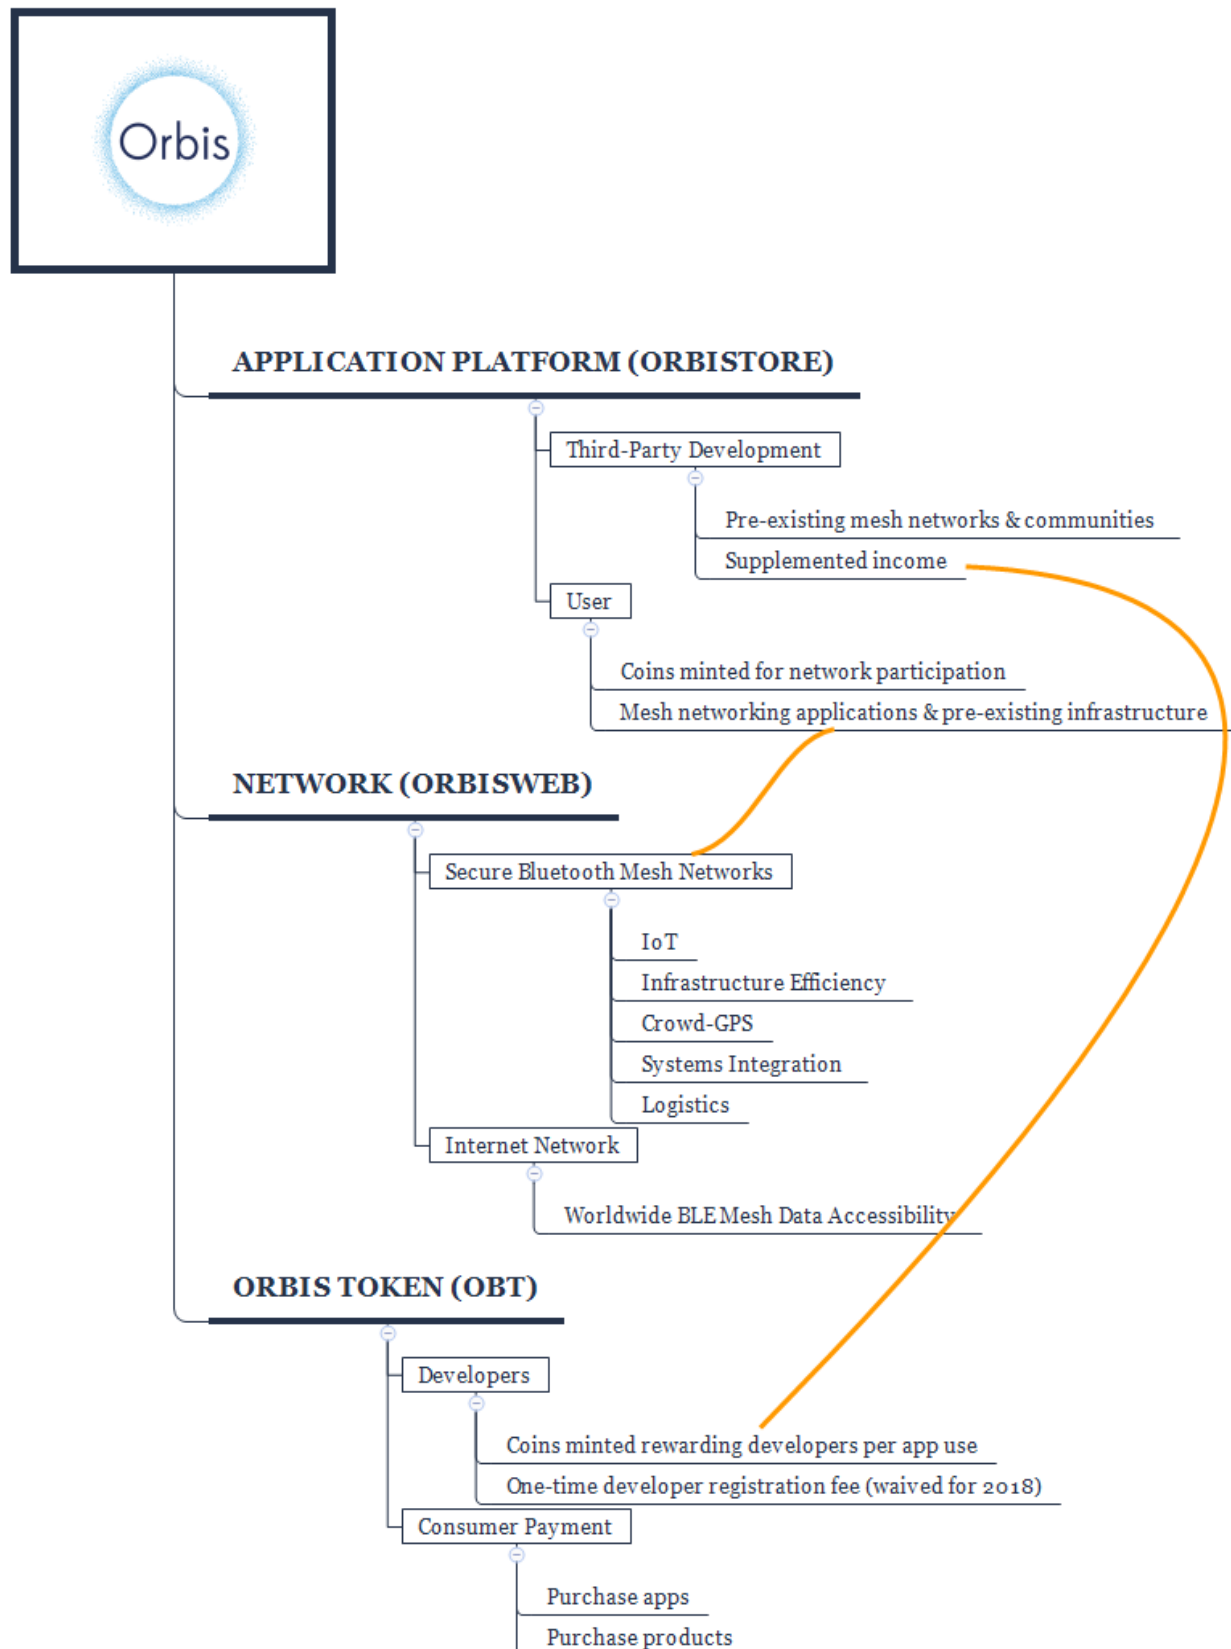 Orbis
APPLICATION PLATFORM (ORBISTORE)
Third-Party Development
Pre-existing mesh networks & communities
Supplemented income
User
Coins minted for network participation
Mesh networking applications & pre-existing infrastructure
NETWORK (ORBISWEB)
Secure Bluetooth Mesh Networks
IoT
Infrastructure Efficiency
Crowd-GPS
Systems Integration
Logistics
Internet Network
Worldwide BLE Mesh Data Accessibility
ORBIS TOKEN (OBT)
Developers
Coins minted rewarding developers per app use
One-time developer registration fee (waived for 2018)
Consumer Payment
Purchase apps
Purchase products